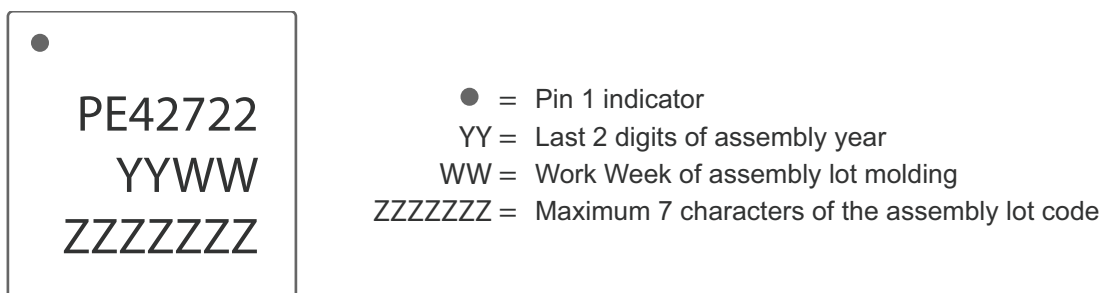 PE42722
YYWW
ZZZZZZZ
● = Pin 1 indicator
YY = Last 2 digits of assembly year
WW = Work Week of assembly lot molding
ZZZZZZZ = Maximum 7 characters of the assembly lot code